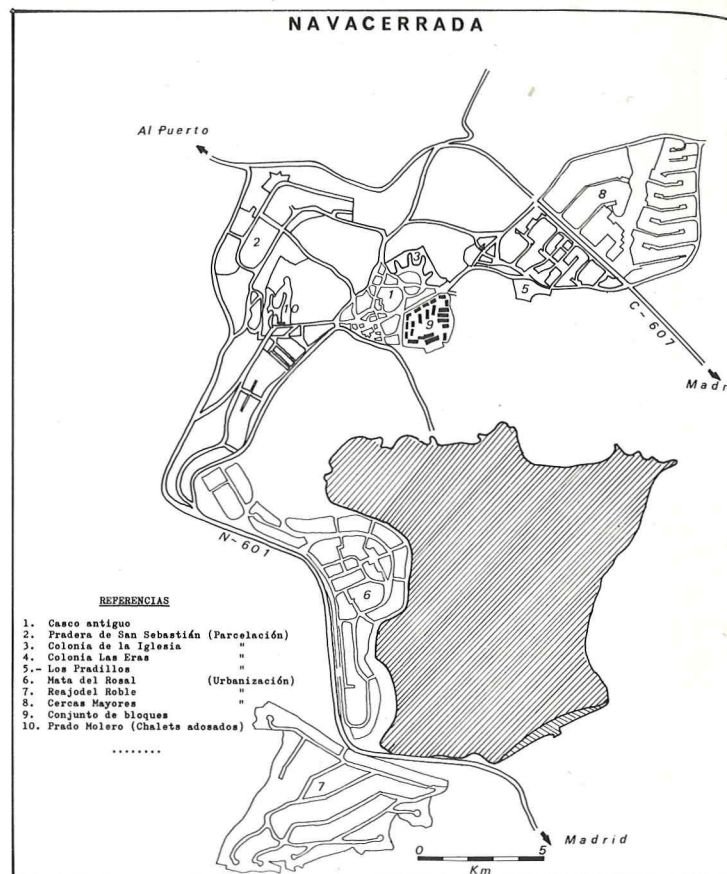 NAVACERRADA
Al Puerto
8
2
3
1
5
10
9
C-607
Madr
N-601
6
REFERENCIAS
1. Casco antiguo
2. Pradera de San Sebastián (Parcelación)
3. Colonia de la Iglesia "
4. Colonia Las Eras "
5.- Los Pradillos "
6. Mata del Rosal (Urbanización)
7. Reajodel Roble "
8. Cercas Mayores "
9. Conjunto de bloques
10. Prado Molero (Chalets adosados)
........
7
Madrid
0 5
Km